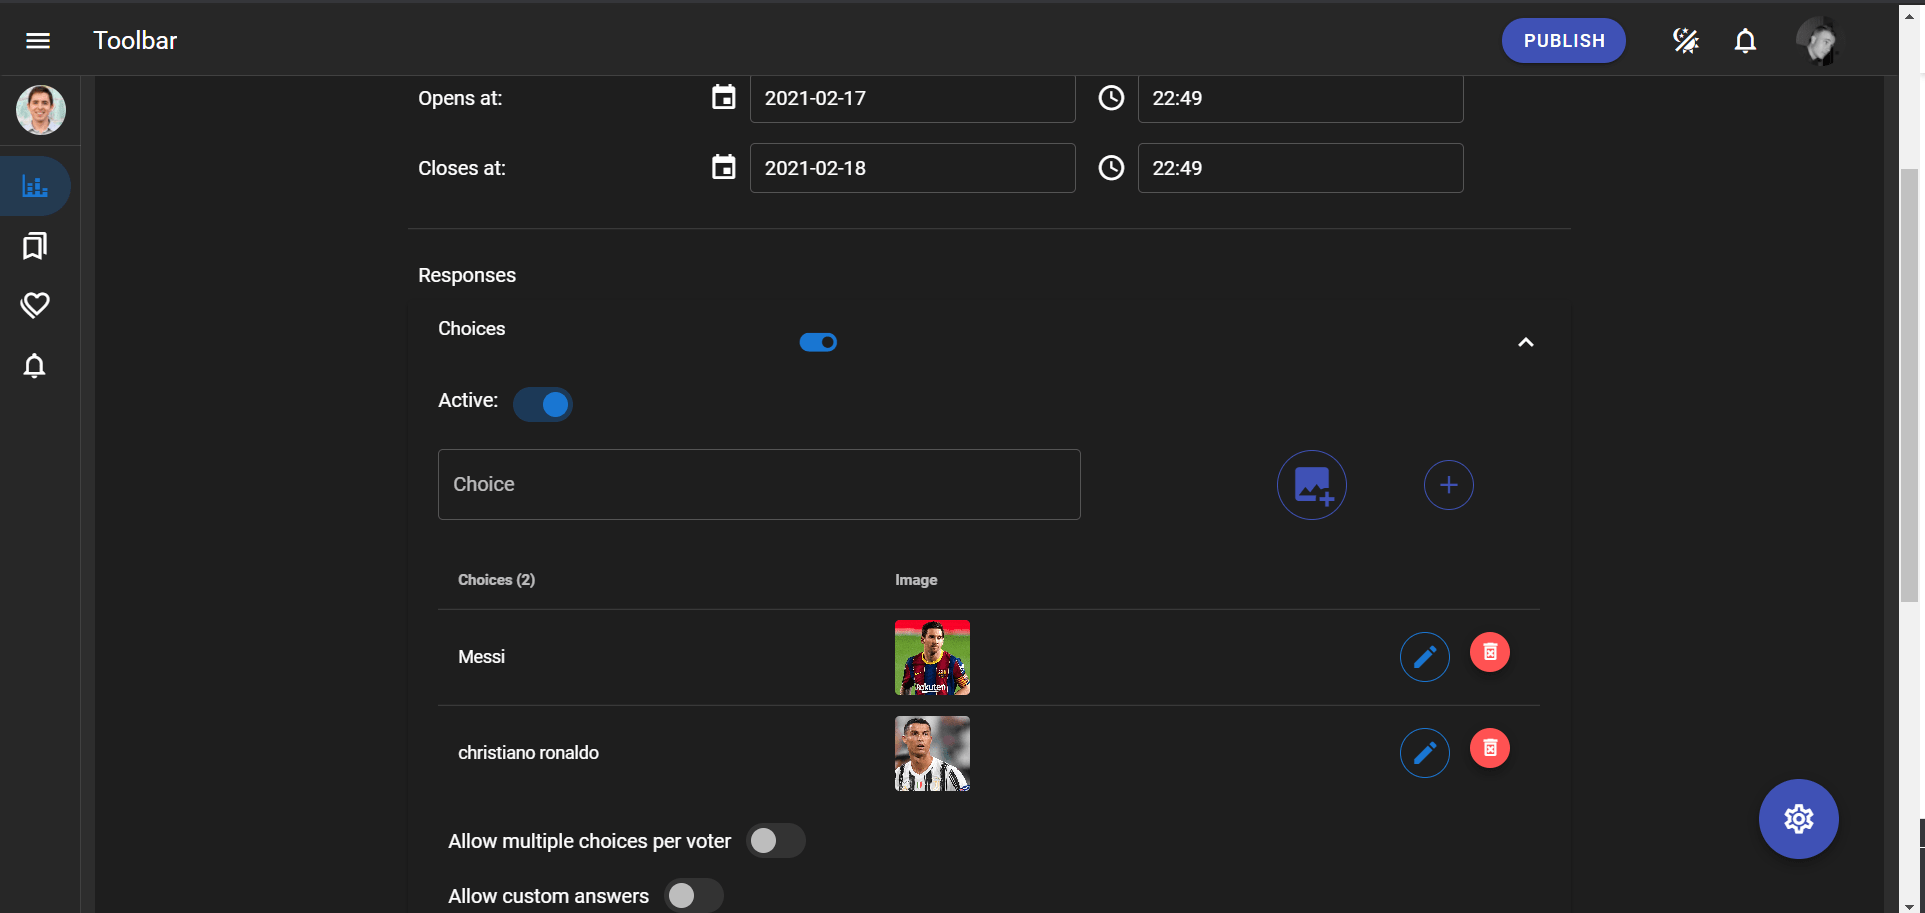 Toolbar
PUBLISH
Opens at:
2021-02-17
22:49
Closes at:
2021-02-18
22:49
Responses
Choices
Active:
Choice
Choices (2)
Image
Messi
Rakuten
christiano ronaldo
Allow multiple choices per voter
Allow custom answers